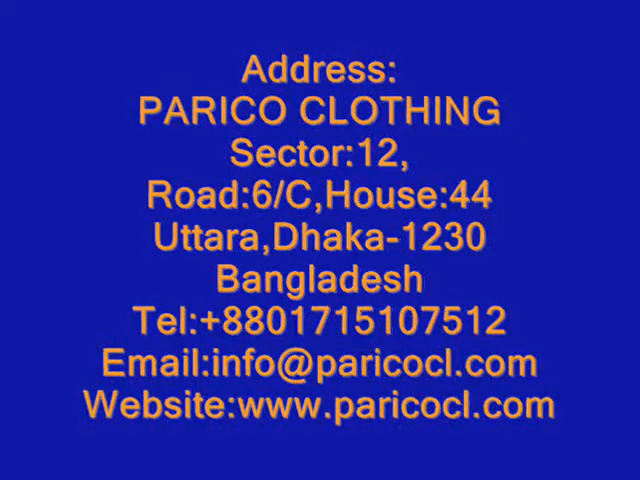 Address:
PARICO CLOTHING
Sector:12,
Road:6/C,House:44
Uttara,Dhaka-1230
Bangladesh
Tel:+8801715107512
Email:info@paricocl.com
Website:www.paricocl.com